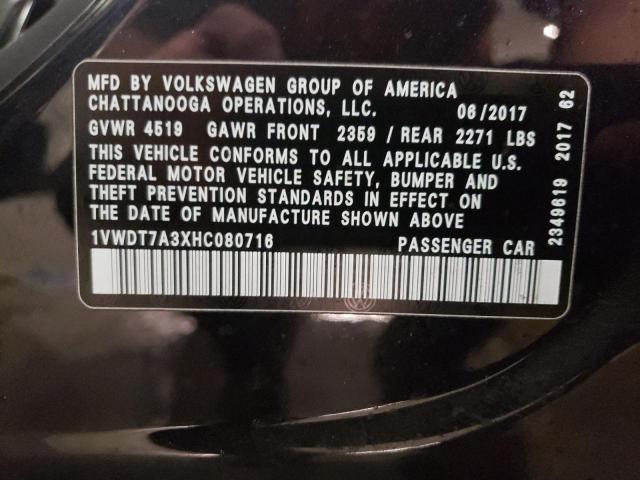 MFD BY VOLKSWAGEN GROUP OF AMERICA
CHATTANOOGA OPERATIONS, LLC. 06/2017
GVWR 4519 GAWR FRONT 2359 / REAR 2271 LBS
THIS VEHICLE CONFORMS TO ALL APPLICABLE U.S.
FEDERAL MOTOR VEHICLE SAFETY, BUMPER AND
THEFT PREVENTION STANDARDS IN EFFECT ON
THE DATE OF MANUFACTURE SHOWN ABOVE
1VWDT7A3XHC080716 PASSENGER CAR
2349619 2017 62